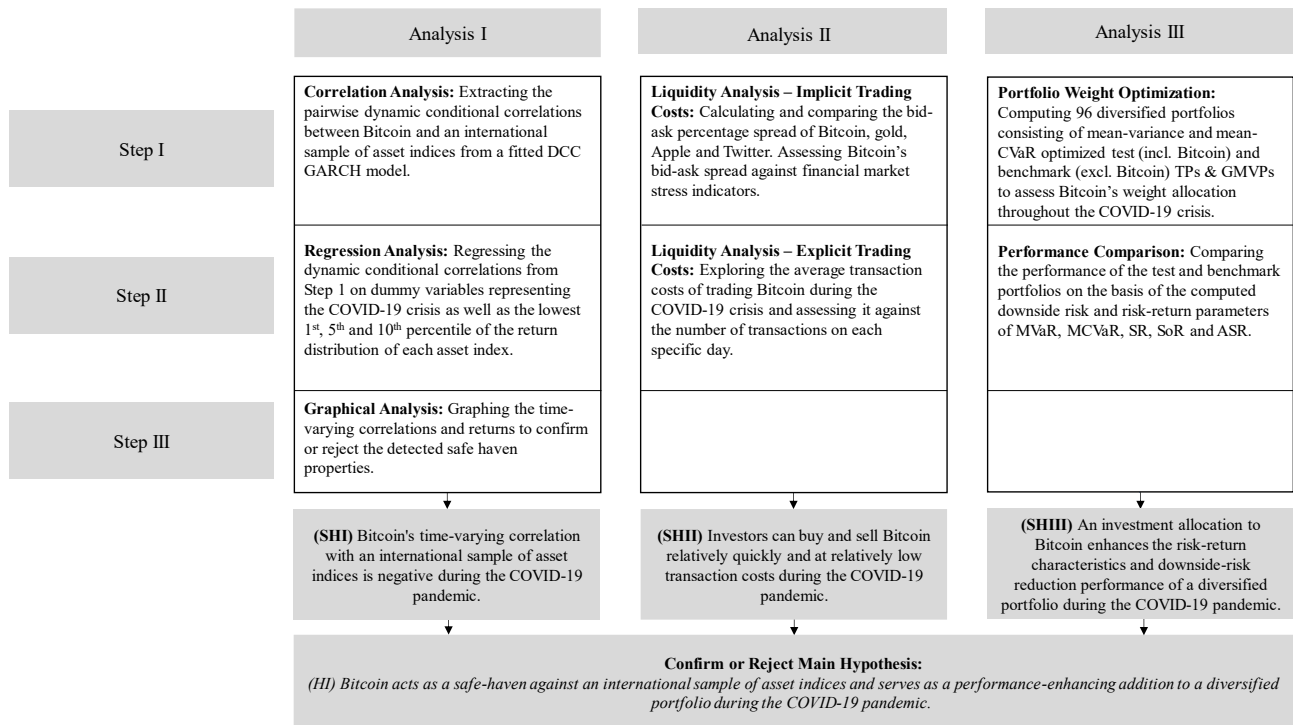 Analysis I
Analysis II
Analysis III
Step I
Correlation Analysis: Extracting the
pairwise dynamic conditional correlations
between Bitcoin and an international
sample of asset indices from a fitted DCC
GARCH model.
Liquidity Analysis – Implicit Trading
Costs: Calculating and comparing the bid-
ask percentage spread of Bitcoin, gold,
Apple and Twitter. Assessing Bitcoin’s
bid-ask spread against financial market
stress indicators.
Portfolio Weight Optimization:
Computing 96 diversified portfolios
consisting of mean-variance and mean-
CVaR optimized test (incl. Bitcoin) and
benchmark (excl. Bitcoin) TPs & GMVPs
to assess Bitcoin’s weight allocation
throughout the COVID-19 crisis.
Step II
Regression Analysis: Regressing the
dynamic conditional correlations from
Step 1 on dummy variables representing
the COVID-19 crisis as well as the lowest
1st, 5th and 10th percentile of the return
distribution of each asset index.
Liquidity Analysis – Explicit Trading
Costs: Exploring the average transaction
costs of trading Bitcoin during the
COVID-19 crisis and assessing it against
the number of transactions on each
specific day.
Performance Comparison: Comparing
the performance of the test and benchmark
portfolios on the basis of the computed
downside risk and risk-return parameters
of MVaR, MCVaR, SR, SoR and ASR.
Step III
Graphical Analysis: Graphing the time-
varying correlations and returns to confirm
or reject the detected safe haven
properties.
(SHI) Bitcoin's time-varying correlation
with an international sample of asset
indices is negative during the COVID-19
pandemic.
(SHII) Investors can buy and sell Bitcoin
relatively quickly and at relatively low
transaction costs during the COVID-19
pandemic.
(SHIII) An investment allocation to
Bitcoin enhances the risk-return
characteristics and downside-risk
reduction performance of a diversified
portfolio during the COVID-19 pandemic.
Confirm or Reject Main Hypothesis:
(HI) Bitcoin acts as a safe-haven against an international sample of asset indices and serves as a performance-enhancing addition to a diversified
portfolio during the COVID-19 pandemic.